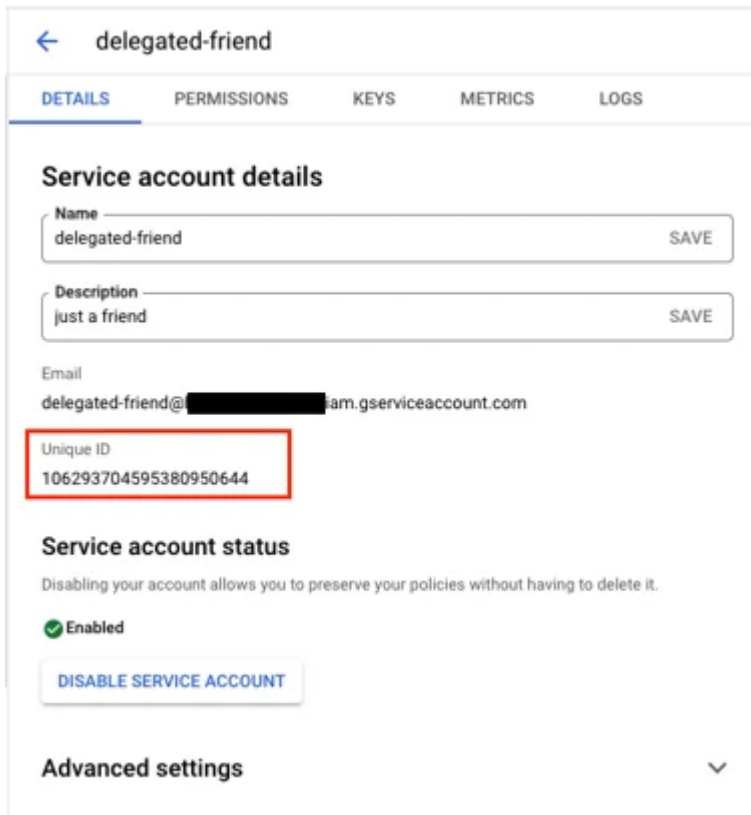 delegated-friend
DETAILS PERMISSIONS KEYS METRICS LOGS
Service account details
Name
delegated-friend SAVE
Description
just a friend SAVE
Email
delegated-friend@ iam.gserviceaccount.com
Unique ID
106293704595380950644
Service account status
Disabling your account allows you to preserve your policies without having to delete it.
Enabled
DISABLE SERVICE ACCOUNT
Advanced settings